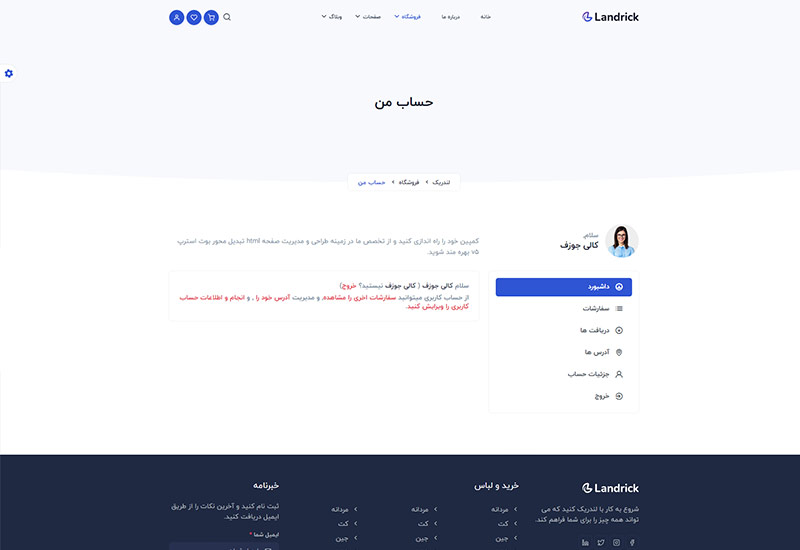 Landrick
خانه
درباره ما
فروشگاه
صفحات
وبلاگ
حساب من
لندریک
فروشگاه
حساب من
سلام,
کالی جوزف
داشبورد
سفارشات
دریافت ها
آدرس ها
جزئیات حساب
خروج
کمپین خود را راه اندازی کنید و از تخصص ما در زمینه طراحی و مدیریت صفحه html تبدیل محور بوت استرپ
v5 بهره مند شوید.
سلام کالی جوزف ( کالی جوزف نیستید؟ خروج)
از حساب کاربری میتوانید سفارشات اخری را مشاهده, و مدیریت آدرس خود را , و انجام و اطلاعات حساب
کاربری را ویرایش کنید.
Landrick
شروع به کار با لندریک کنید که می
تواند همه چیز را برای شما فراهم کند.
خرید و لباس
مردانه
کت
جین
مردانه
کت
جین
مردانه
کت
جین
خبرنامه
ثبت نام کنید و آخرین نکات را از طریق
ایمیل دریافت کنید.
ایمیل شما *